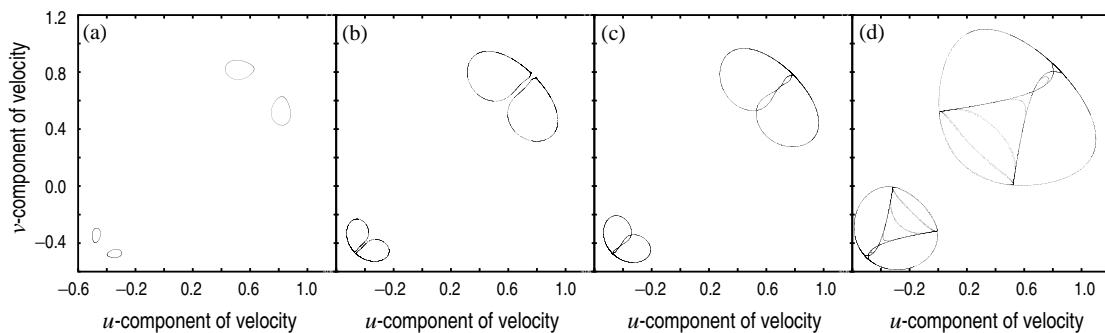 1.2
0.8
0.4
0.0
−0.4
v-component of velocity
(a)
(b)
(c)
(d)
−0.6 −0.2 0.2 0.6 1.0 −0.2 0.2 0.6 1.0 −0.2 0.2 0.6 1.0 −0.2 0.2 0.6 1.0
u-component of velocity u-component of velocity u-component of velocity u-component of velocity